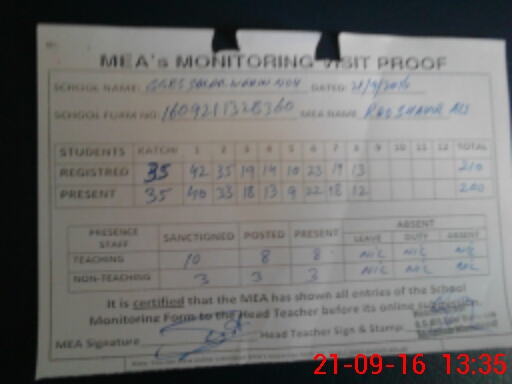 MEA's MONITORING VISIT PROOF
SCHOOL NAME: DATED: 21/9/2016
SCHOOL FORM NO: 1609211328360 MEA NAME:
STUDENTS KATCHI 1 2 3 4 5 6 7 8 9 10 11 12 TOTAL
REGISTRED 35 42 35 19 14 10 23 19 13 210
PRESENT 35 40 33 18 13 9 22 18 12 200
PRESENCE STAFF SANCTIONED POSTED PRESENT ABSENT
LEAVE DUTY ABSENT
TEACHING 10 8 8 NIL NIL NIL
NON-TEACHING 3 3 3 NIL NIL NIL
It is certified that the MEA has shown all entries of the School
Monitoring Form to the Head Teacher before its online submission.
MEA Signature Head Teacher Sign & Stamp:
21-09-16 13:35